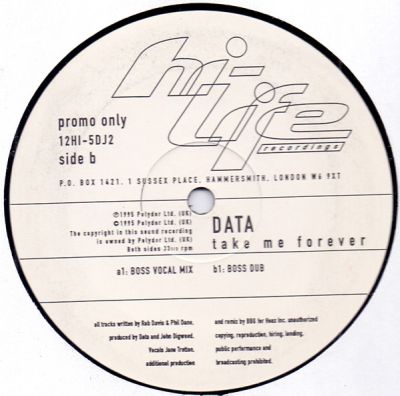 hi-life
recordings
promo only
12HI-5DJ2
side b
P.O. BOX 1421, 1 SUSSEX PLACE, HAMMERSMITH, LONDON W6 9XT
℗1995 Polydor Ltd. (UK)
©1995 Polydor Ltd. (UK)
The copyright in this sound recording
is owned by Polydor Ltd. (UK)
Both sides 33⅓ rpm
DATA
take me forever
a1: BOSS VOCAL MIX
b1: BOSS DUB
all tracks written by Rob Davis & Phil Dane.
produced by Data and John Digweed.
Vocals Jane Trottan.
additional production
and remix by BBG for Heaz Inc. unauthorized
copying, reproduction, hiring, lending,
public performance and
broadcasting prohibited.